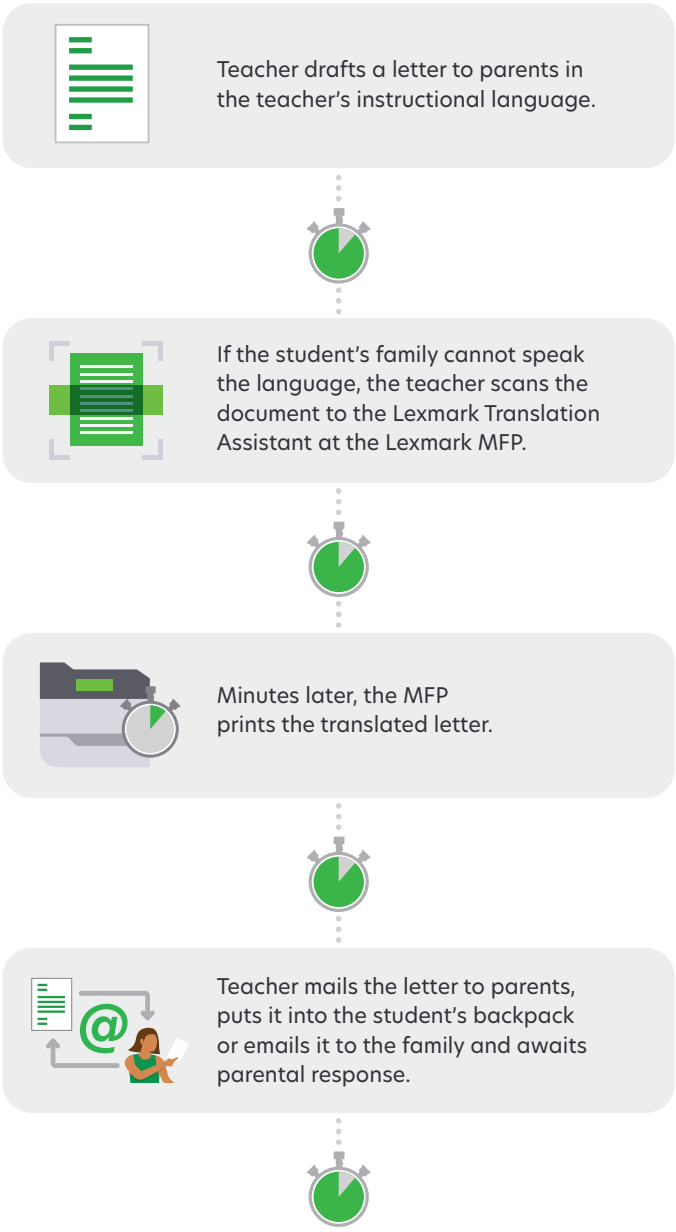 Teacher drafts a letter to parents in
the teacher’s instructional language.
If the student’s family cannot speak
the language, the teacher scans the
document to the Lexmark Translation
Assistant at the Lexmark MFP.
Minutes later, the MFP
prints the translated letter.
@
Teacher mails the letter to parents,
puts it into the student’s backpack
or emails it to the family and awaits
parental response.